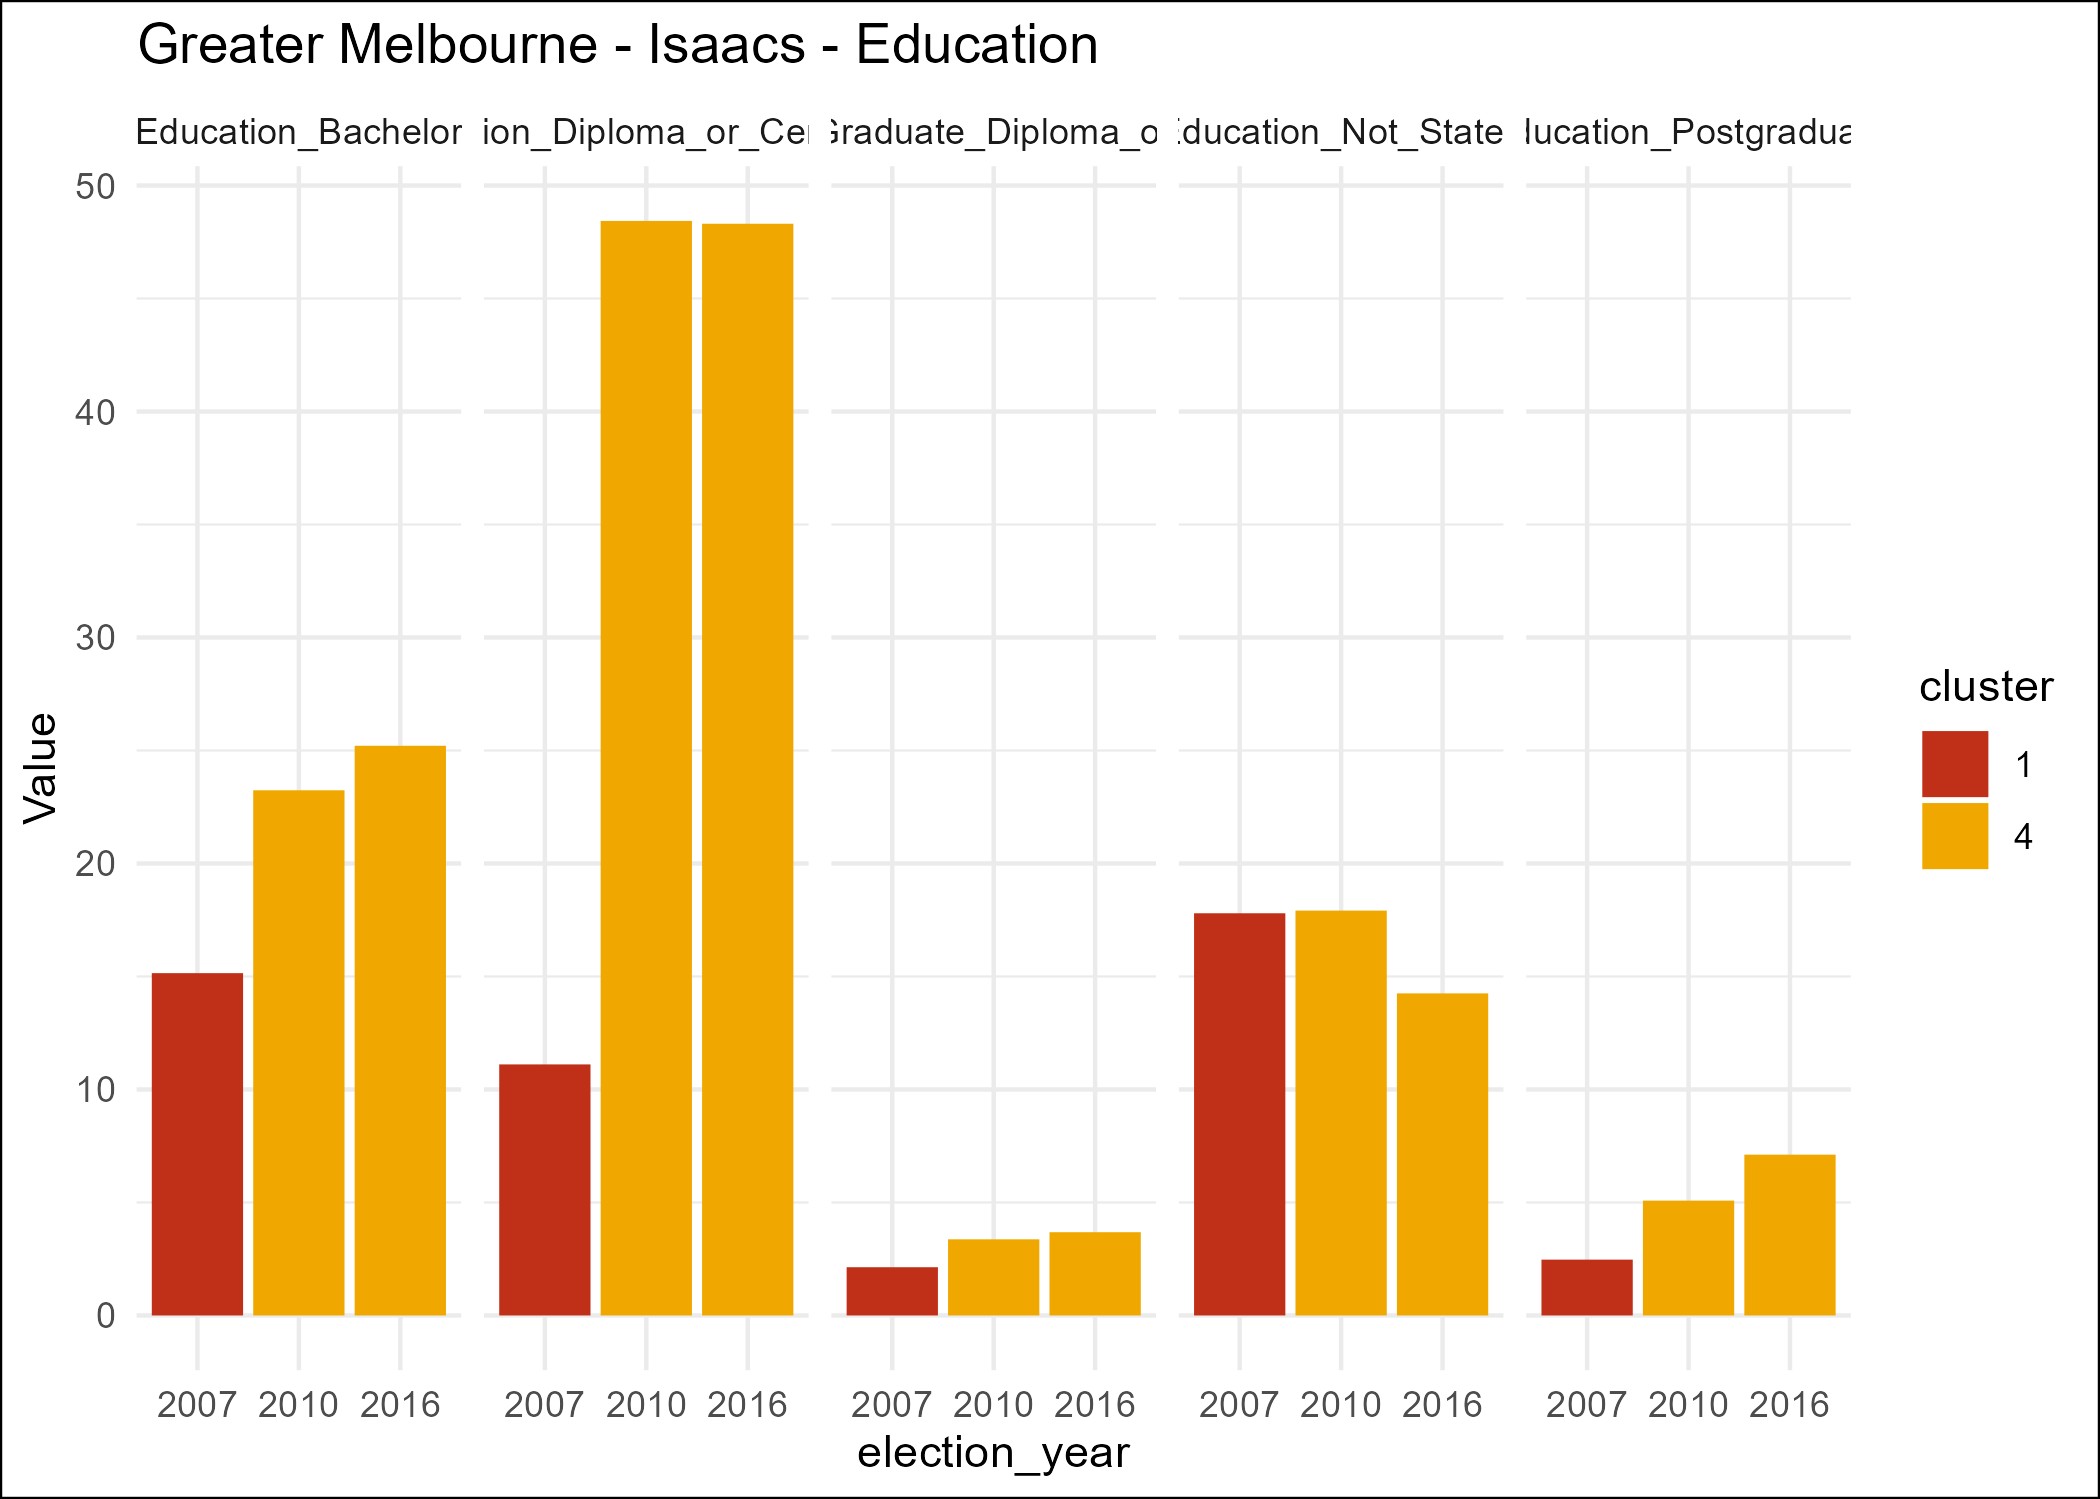 Greater Melbourne - Isaacs - Education
Education_Bachelor ion_Diploma_or_Cer Graduate_Diploma_o Education_Not_State ducation_Postgradua
50
40
30
20
10
0
Value
2007 2010 2016 2007 2010 2016 2007 2010 2016 2007 2010 2016 2007 2010 2016
election_year
cluster
1
4